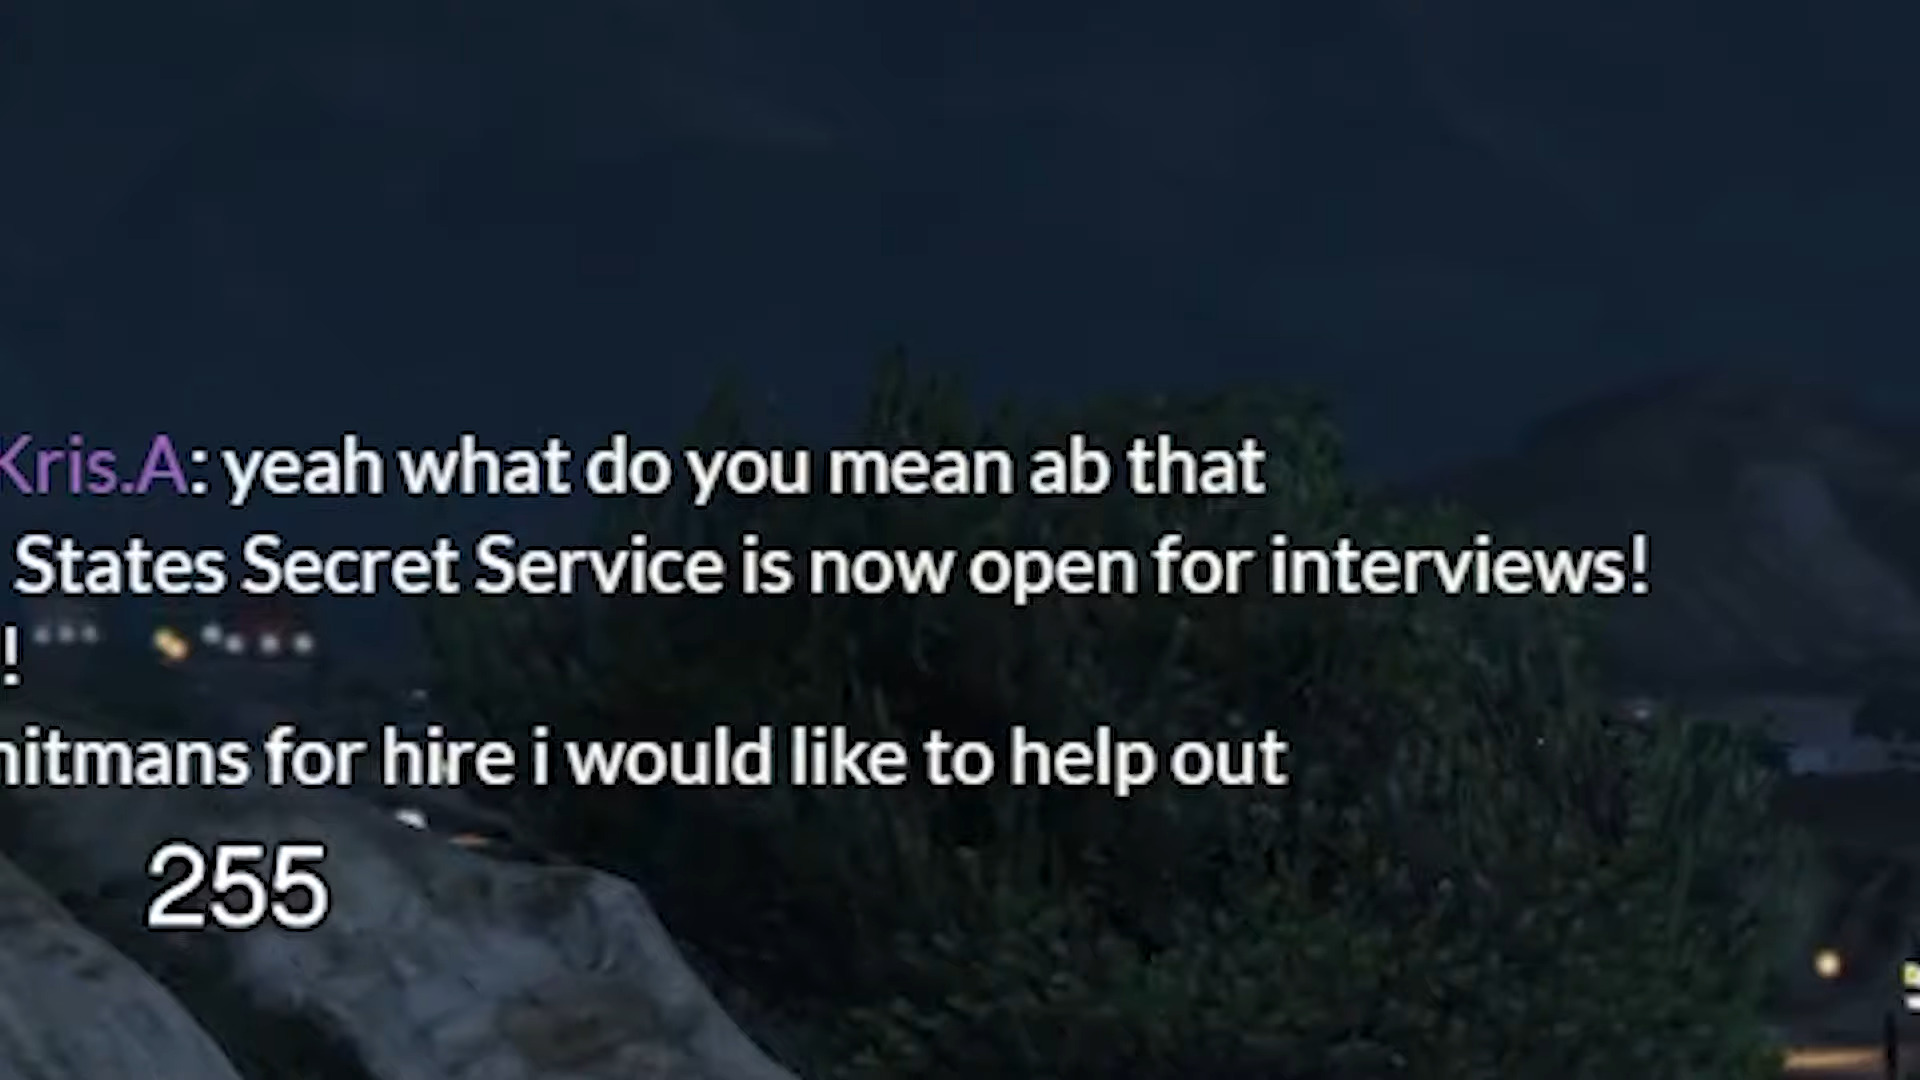 Kris.A: yeah what do you mean ab that
States Secret Service is now open for interviews!
!
hitmans for hire i would like to help out
255